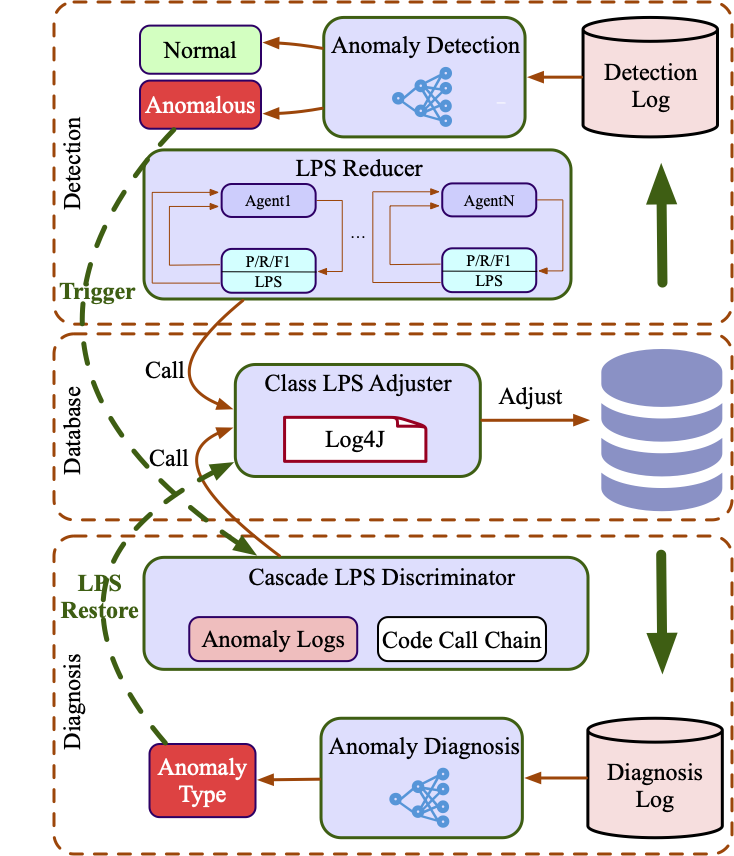 Detection
Normal
Anomalous
Anomaly Detection
Detection
Log
LPS Reducer
Agent1
P/R/F1
LPS
...
AgentN
P/R/F1
LPS
Trigger
Database
Call
Call
Class LPS Adjuster
Log4J
Adjust
Diagnosis
LPS
Restore
Cascade LPS Discriminator
Anomaly Logs
Code Call Chain
Anomaly
Type
Anomaly Diagnosis
Diagnosis
Log